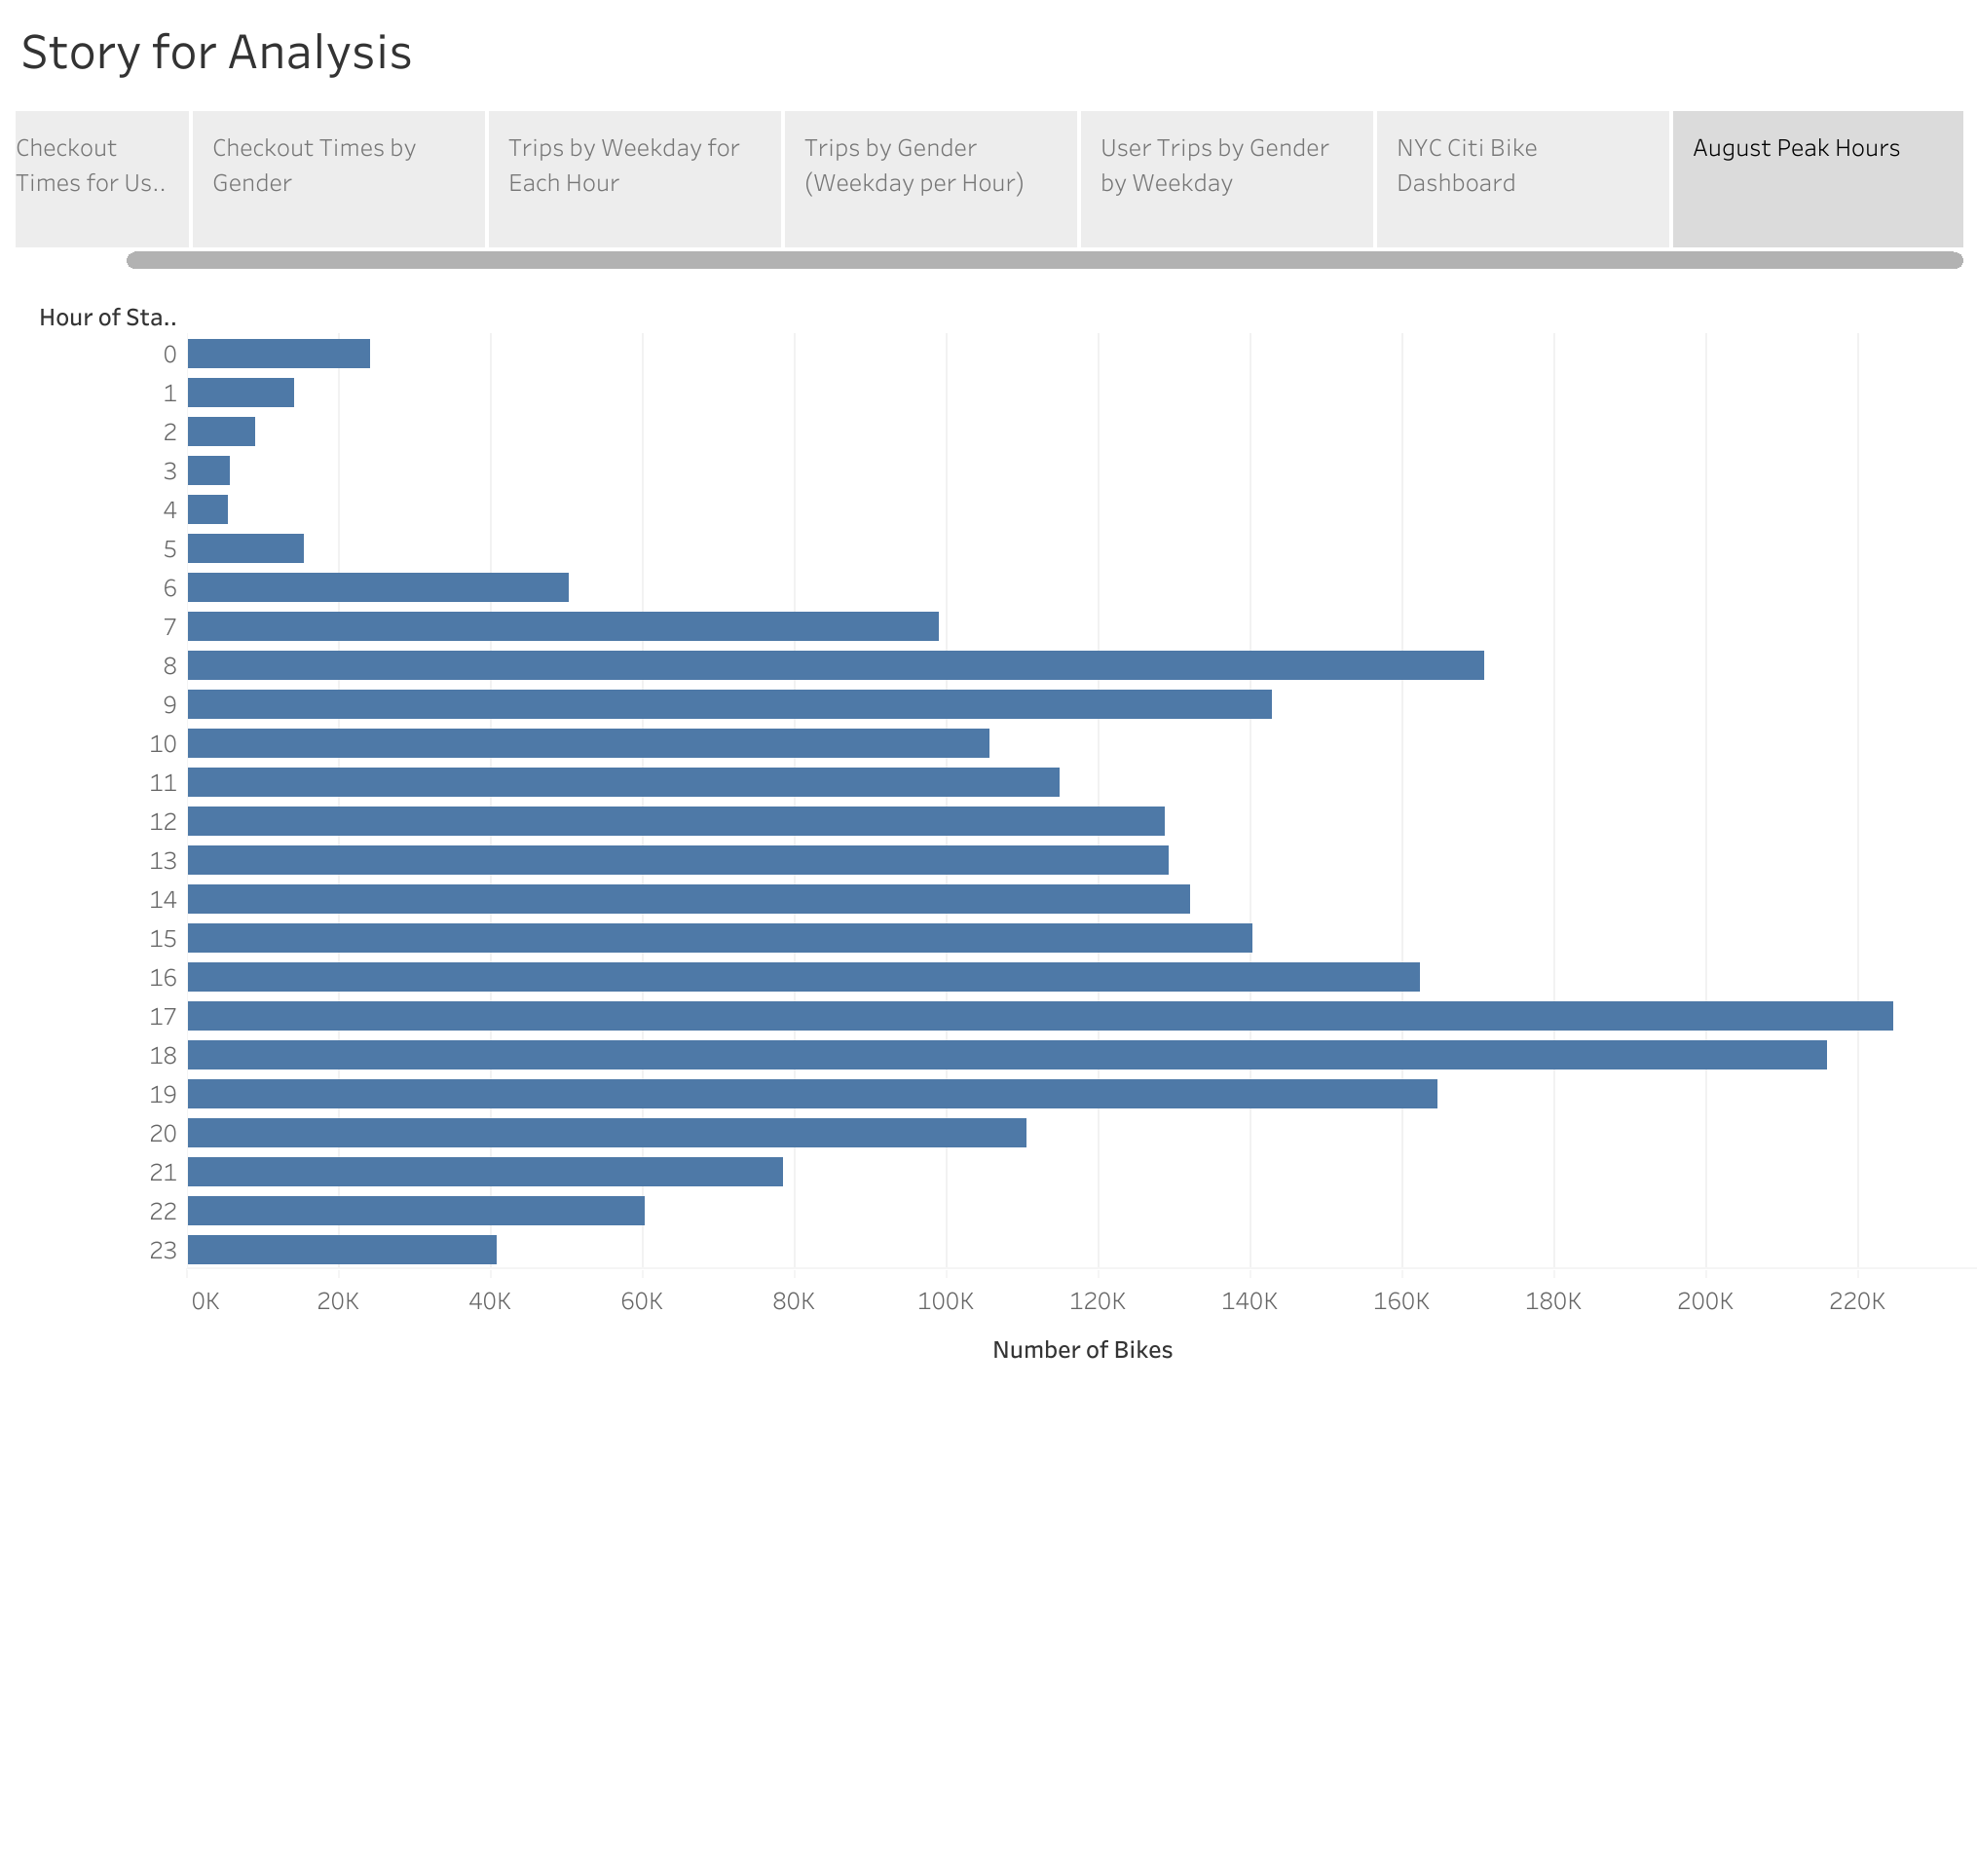 Story for Analysis
Checkout
Times for Us..
Checkout Times by
Gender
Trips by Weekday for
Each Hour
Trips by Gender
(Weekday per Hour)
User Trips by Gender
by Weekday
NYC Citi Bike
Dashboard
August Peak Hours
Hour of Sta..
0
1
2
3
4
5
6
7
8
9
10
11
12
13
14
15
16
17
18
19
20
21
22
23
0K 20K 40K 60K 80K 100K 120K 140K 160K 180K 200K 220K
Number of Bikes